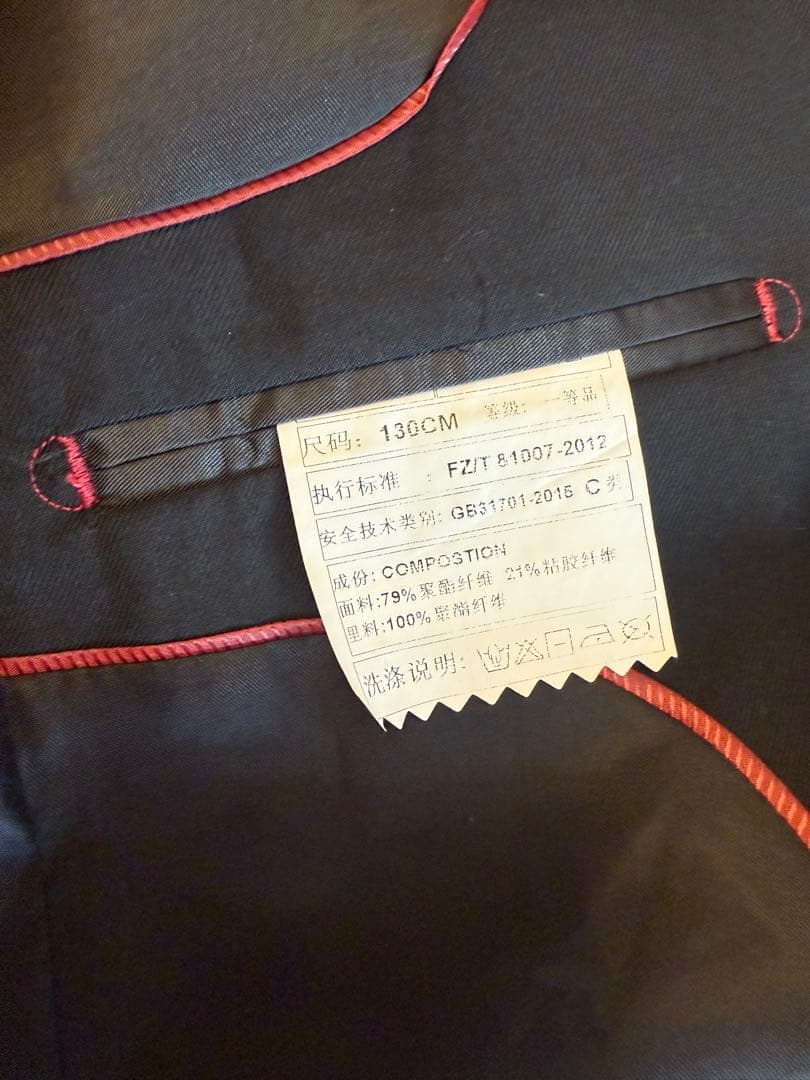 尺码: 130CM 等级: 一等品
执行标准 : FZ/T 81007-2012
安全技术类别: GB31701-2015 C 类
成份: COMPOSTION
面料:79%聚酯纤维 21%粘胶纤维
里料:100%聚酯纤维
洗涤说明: